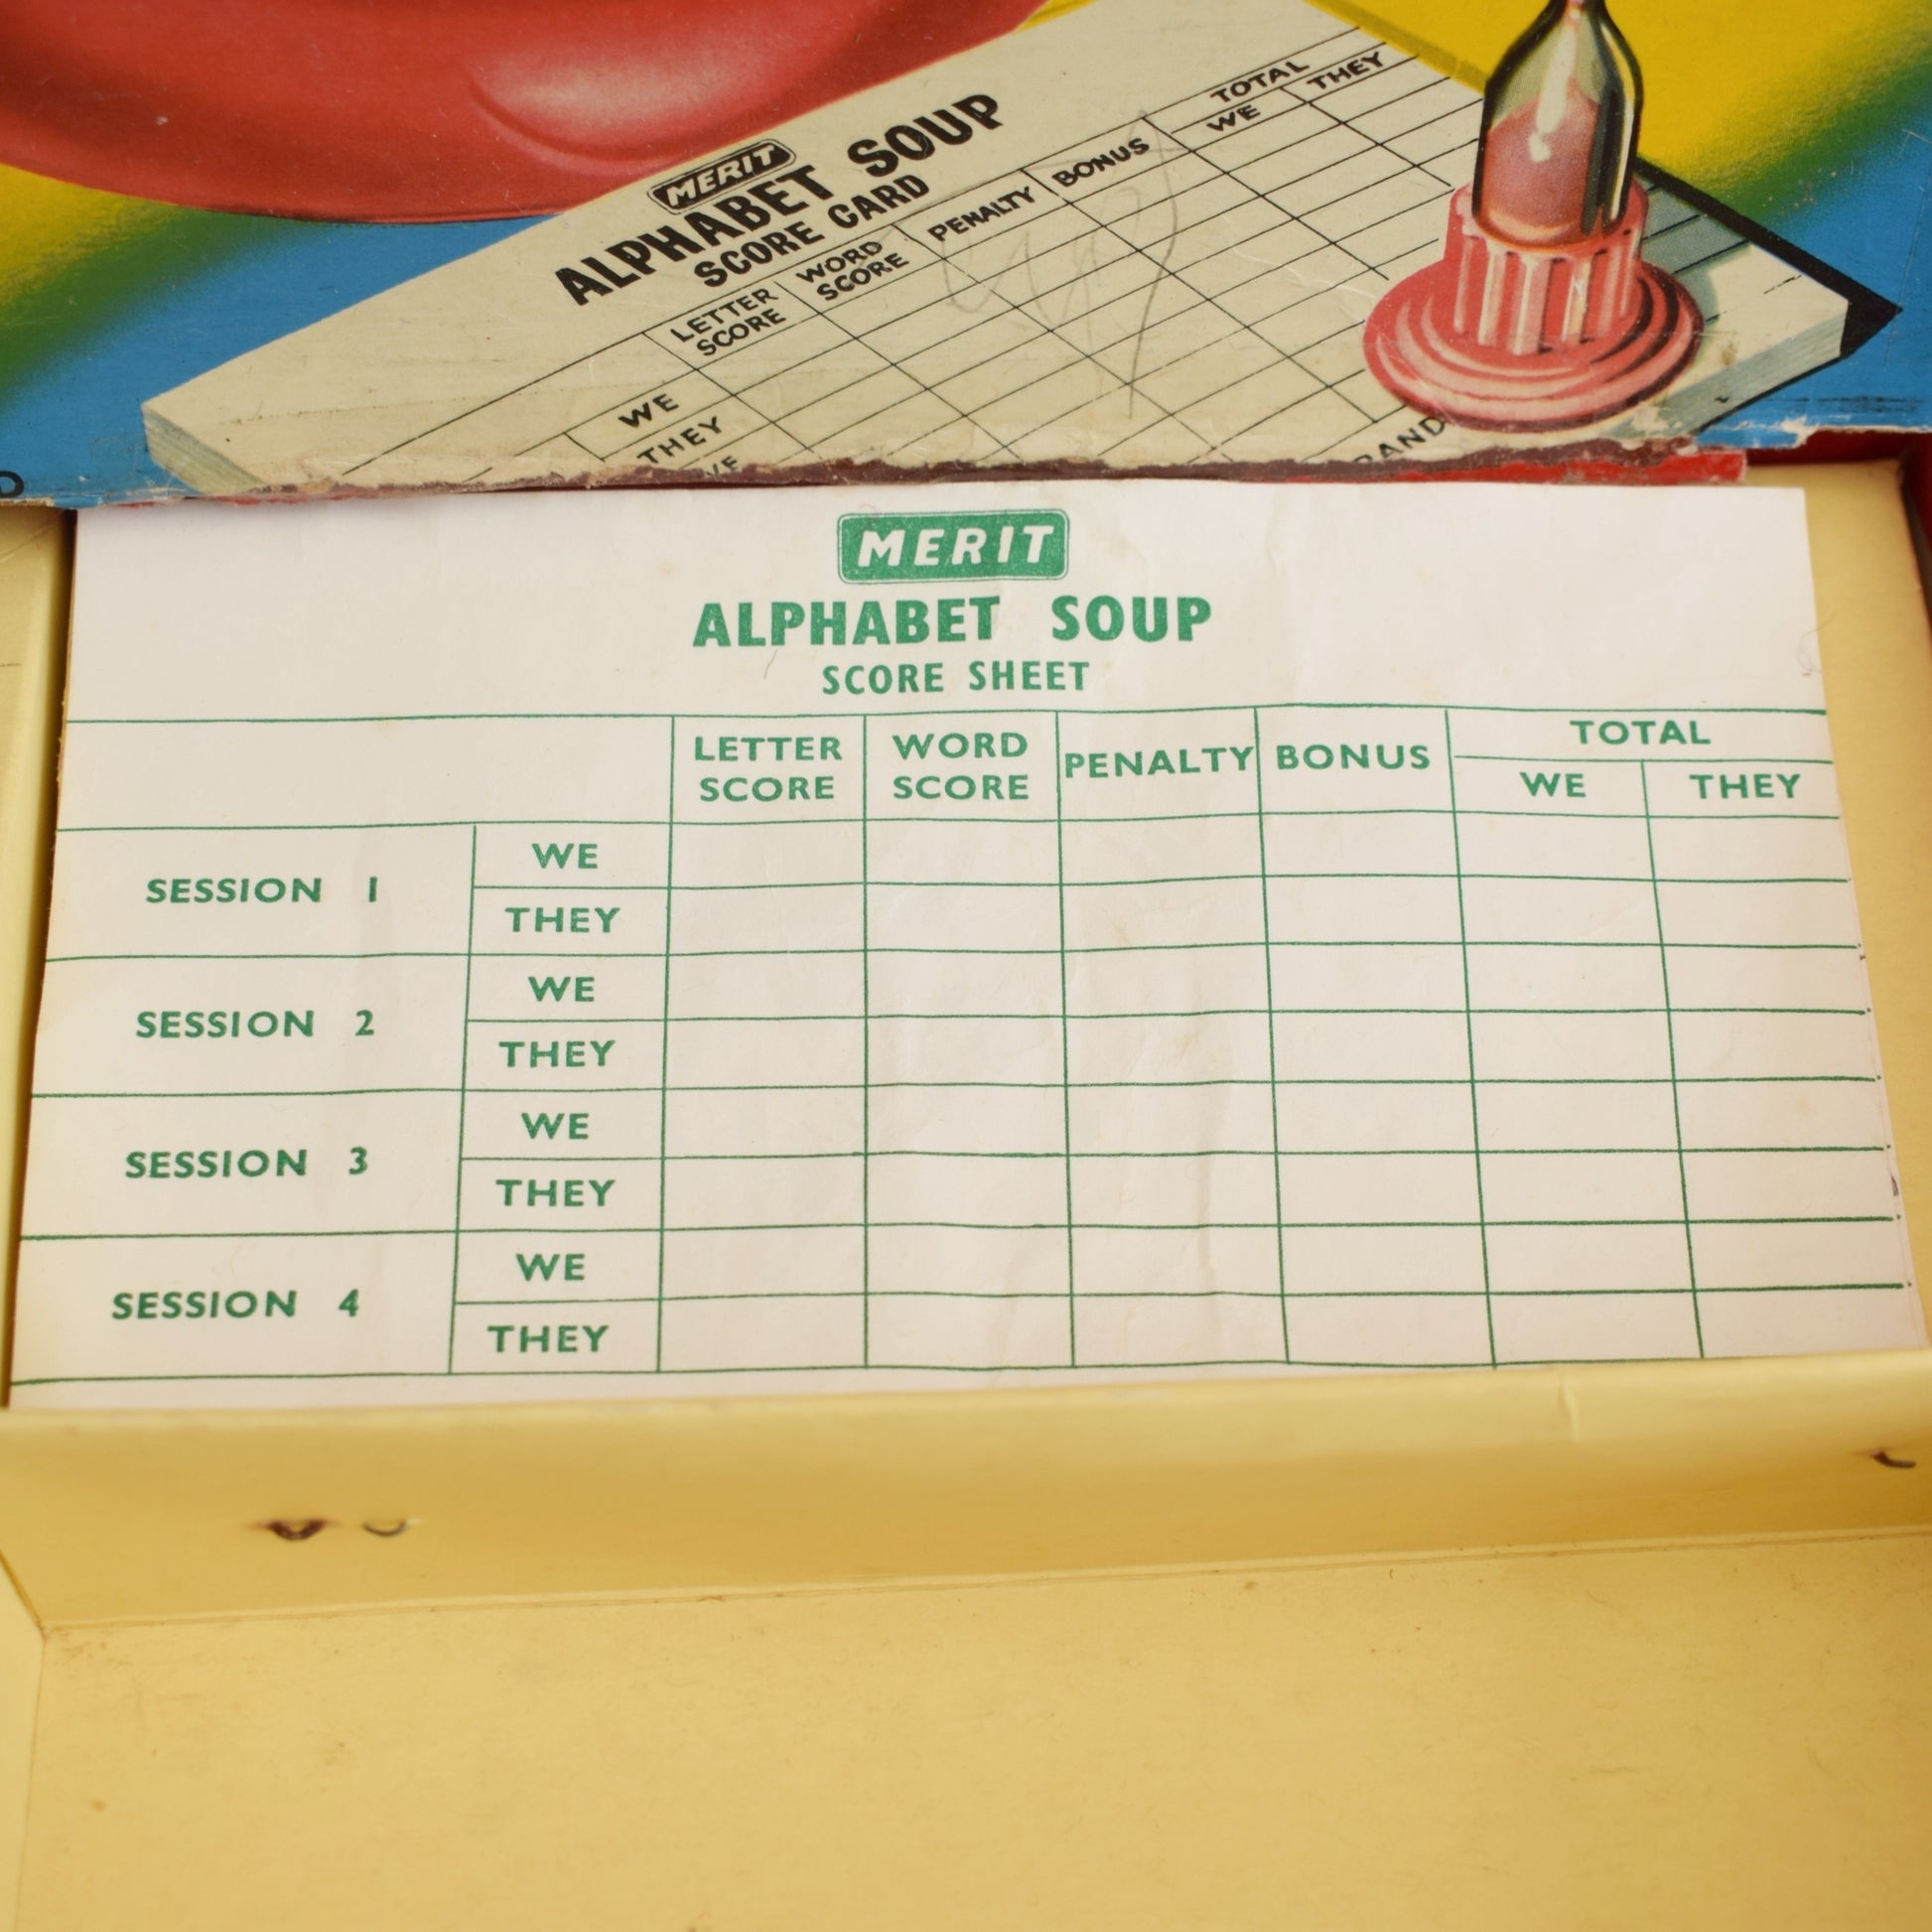 MERIT
ALPHABET SOUP
SCORE CARD
LETTER SCORE WORD SCORE PENALTY BONUS TOTAL
WE THEY
WE
THEY
MERIT
ALPHABET SOUP
SCORE SHEET
LETTER SCORE WORD SCORE PENALTY BONUS TOTAL
WE THEY
SESSION 1 WE
THEY
SESSION 2 WE
THEY
SESSION 3 WE
THEY
SESSION 4 WE
THEY